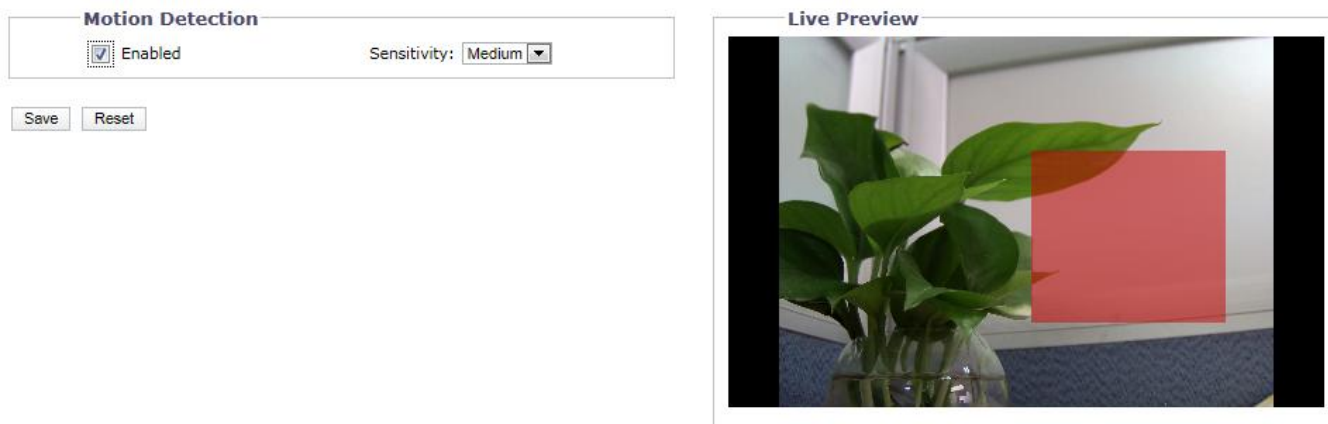 Motion Detection
Enabled
Sensitivity: Medium
Save Reset
Live Preview